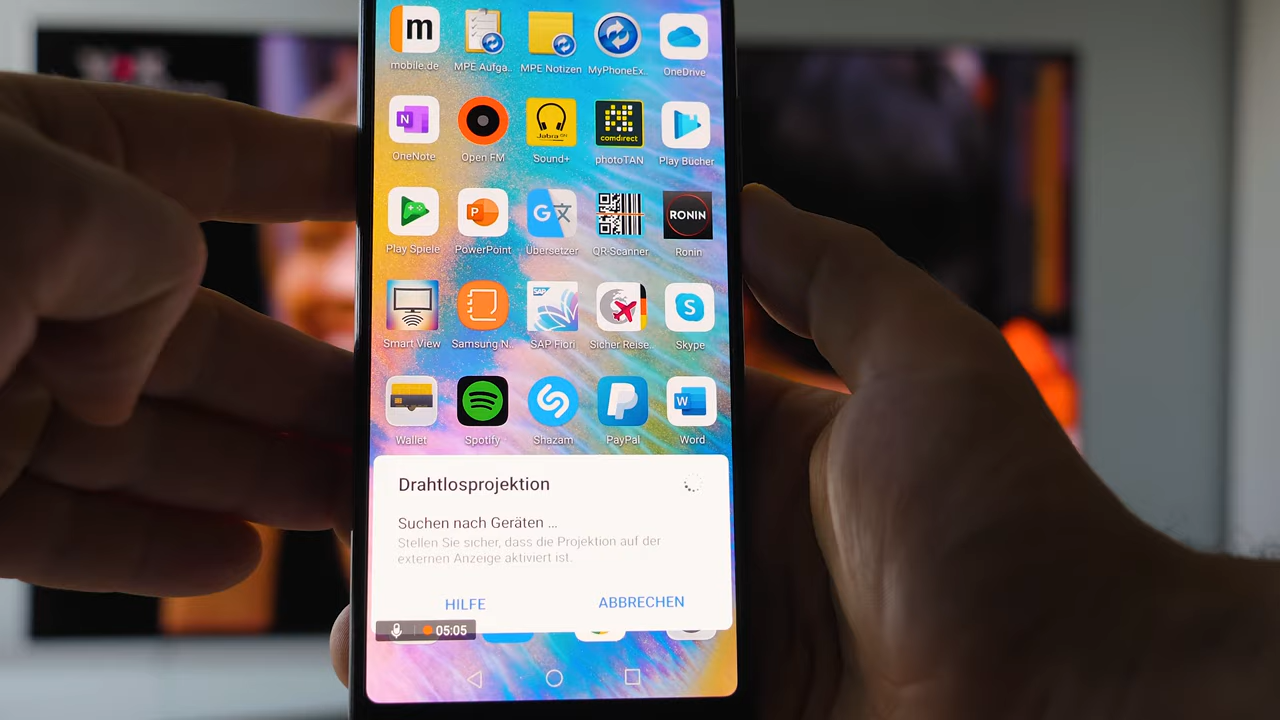 m
mobile.de MPE Aufga.. MPE Notizen MyPhoneEx.. OneDrive
N Jabra comdirect
OneNote Open FM Sound+ photoTAN Play Bücher
P G RONIN
Play Spiele PowerPoint Übersetzer QR-Scanner Ronin
SAP S
Smart View Samsung N.. SAP Fiori Sicher Reise.. Skype
P W
Wallet Spotify Shazam PayPal Word
Drahtlosprojektion
Suchen nach Geräten ...
Stellen Sie sicher, dass die Projektion auf der
externen Anzeige aktiviert ist.
HILFE ABBRECHEN
05:05